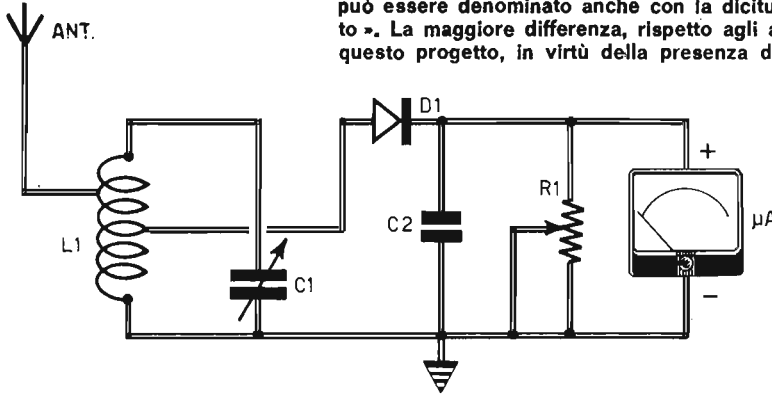 può essere denominato anche con la
to ». La maggiore differenza, rispetto agli
questo progetto, in virtù della presenza
ANT.
D1
+
R1
µA
C2
L1
C1
−